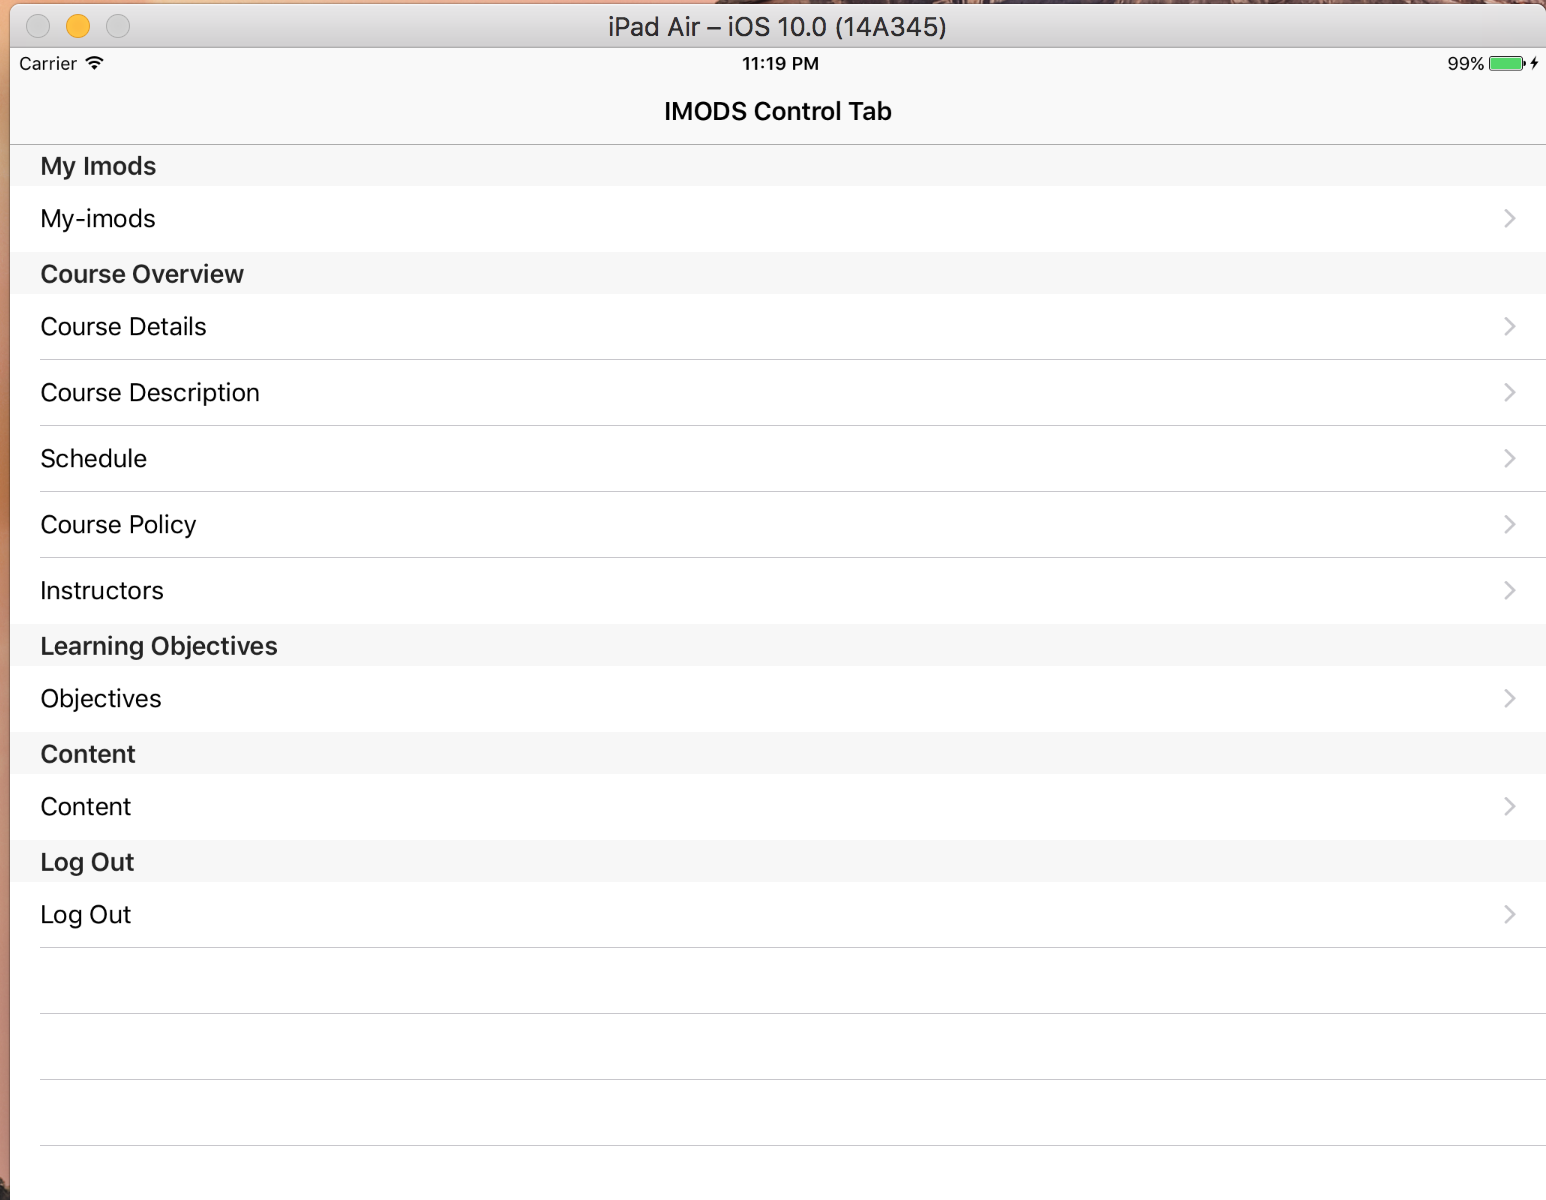 iPad Air – iOS 10.0 (14A345)
Carrier 11:19 PM 99%
IMODS Control Tab
My Imods
My-imods
Course Overview
Course Details
Course Description
Schedule
Course Policy
Instructors
Learning Objectives
Objectives
Content
Content
Log Out
Log Out